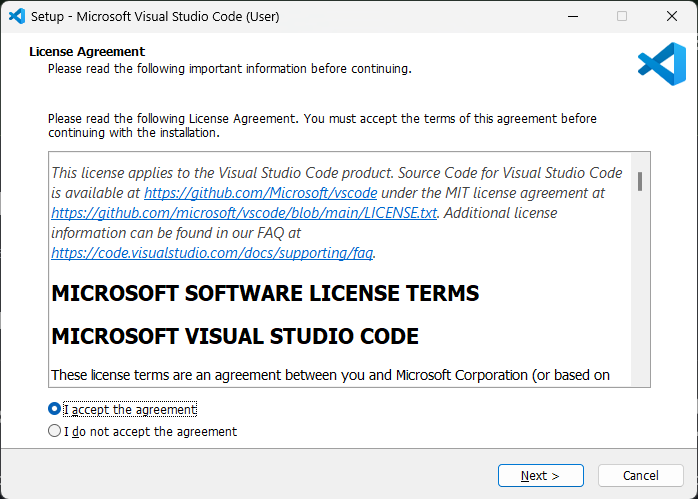 Setup - Microsoft Visual Studio Code (User)
License Agreement
Please read the following important information before continuing.
Please read the following License Agreement. You must accept the terms of this agreement before
continuing with the installation.
This license applies to the Visual Studio Code product. Source Code for Visual Studio Code
is available at https://github.com/Microsoft/vscode under the MIT license agreement at
https://github.com/microsoft/vscode/blob/main/LICENSE.txt. Additional license
information can be found in our FAQ at
https://code.visualstudio.com/docs/supporting/faq.
MICROSOFT SOFTWARE LICENSE TERMS
MICROSOFT VISUAL STUDIO CODE
These license terms are an agreement between you and Microsoft Corporation (or based on
I accept the agreement
I do not accept the agreement
Next >
Cancel